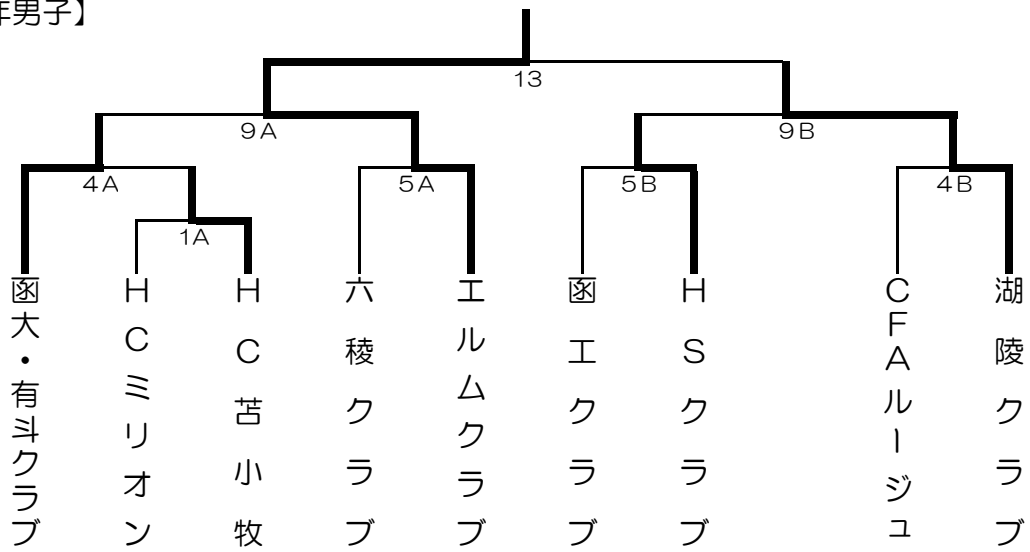 年男子】
13
9A
9B
4A
5A
5B
4B
1A
函大・有斗クラブ
HCミリオン
HC苫小牧
六稜クラブ
エルムクラブ
函工クラブ
HSクラブ
CFAルージュ
湖陵クラブ